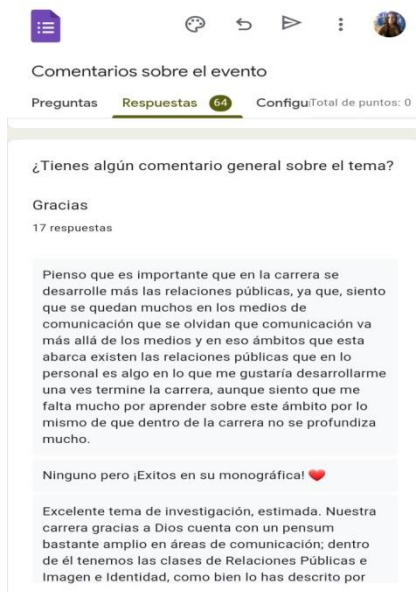 Comentarios sobre el evento
Preguntas Respuestas 64 Configu Total de puntos: 0
¿Tienes algún comentario general sobre el tema?
Gracias
17 respuestas
Pienso que es importante que en la carrera se
desarrolle más las relaciones públicas, ya que, siento
que se quedan muchos en los medios de
comunicación que se olvidan que comunicación va
más allá de los medios y en eso ámbitos que esta
abarca existen las relaciones públicas que en lo
personal es algo en lo que me gustaría desarrollarme
una ves termine la carrera, aunque siento que me
falta mucho por aprender sobre este ámbito por lo
mismo de que dentro de la carrera no se profundiza
mucho.
Ninguno pero ¡Exitos en su monográfica! ❤️
Excelente tema de investigación, estimada. Nuestra
carrera gracias a Dios cuenta con un pensum
bastante amplio en áreas de comunicación; dentro
de él tenemos las clases de Relaciones Públicas e
Imagen e Identidad, como bien lo has descrito por